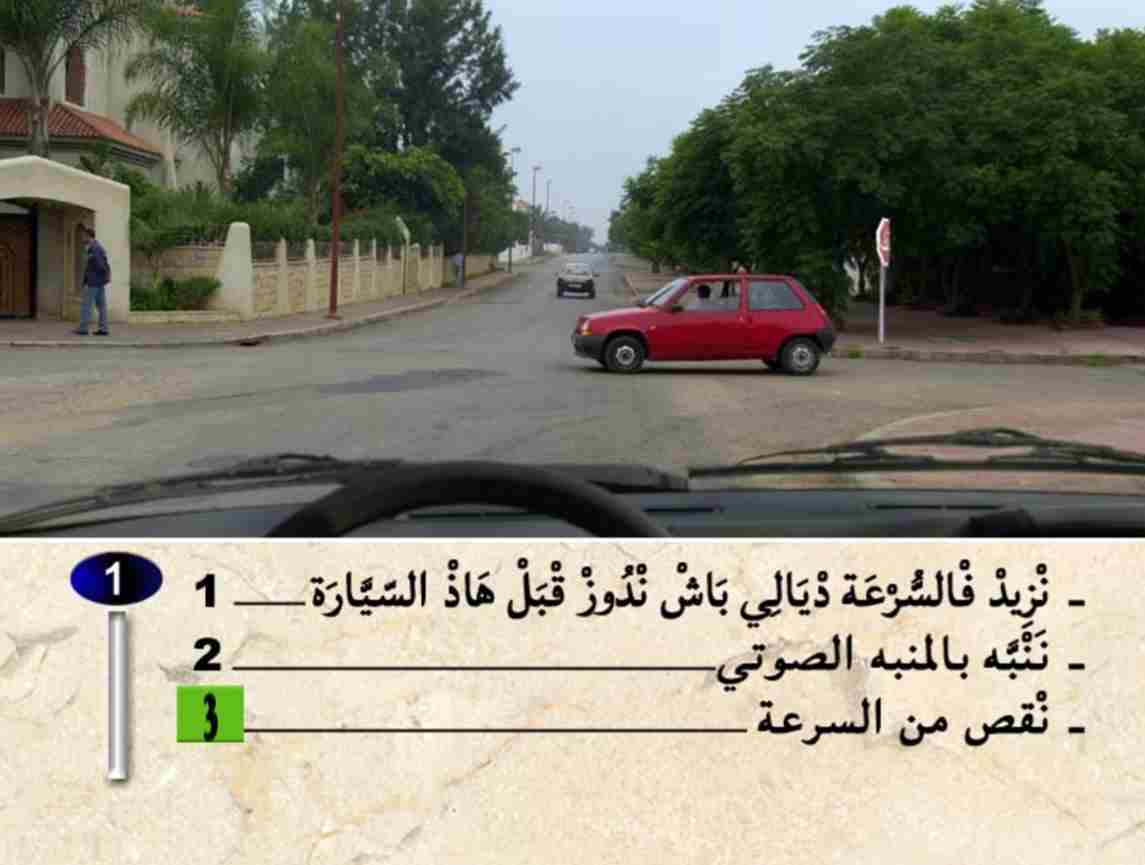 1
- نْزِيدْ فْالسُّرْعَة دْيَالِي بَاشْ نْدُوزْ قْبَلْ هَاذْ السّيَّارَة 1
- نَنْبَّه بالمنبه الصوتي 2
- نْقص من السرعة 3